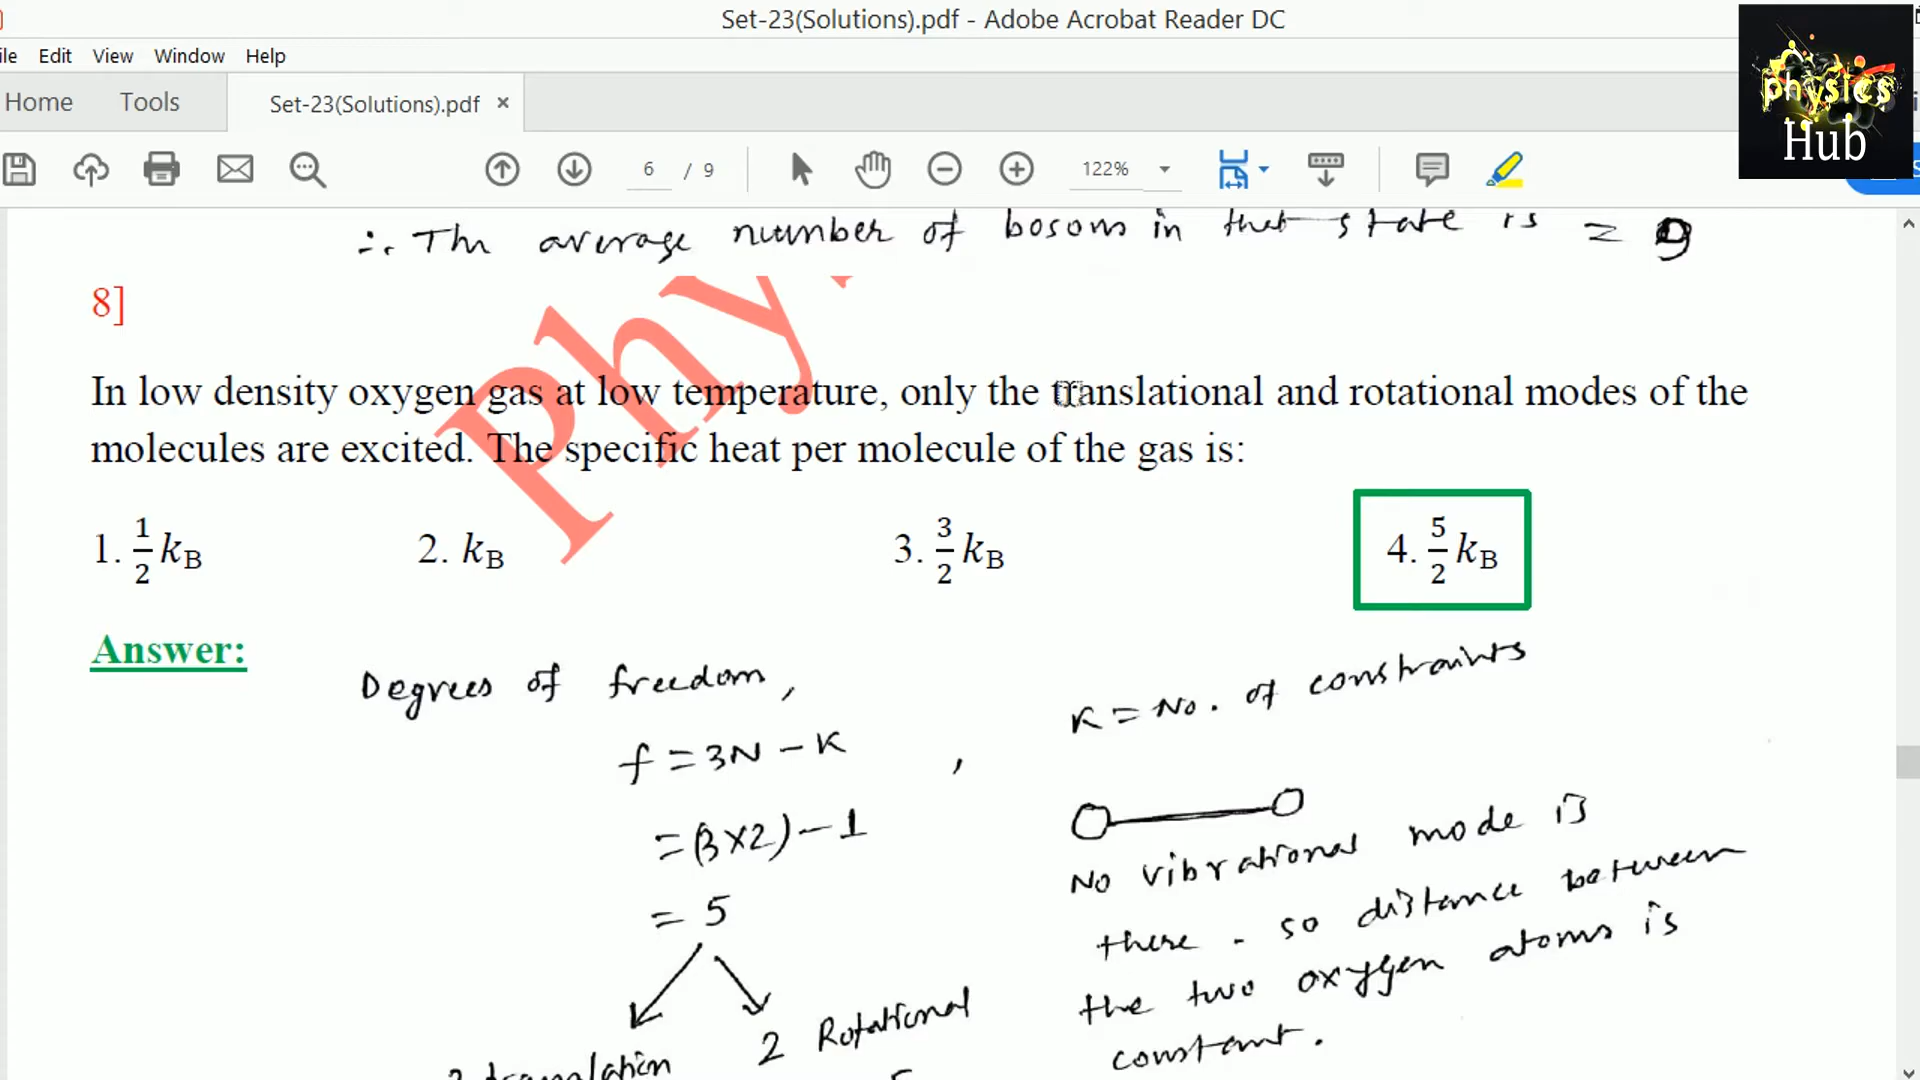 Set-23(Solutions).pdf - Adobe Acrobat Reader DC
ile Edit View Window Help
Home Tools Set-23(Solutions).pdf ×
6 / 9 122%
physics
Hub
∴ The average number of bosons in that state is = 9
8]
Phy
In low density oxygen gas at low temperature, only the translational and rotational modes of the
molecules are excited. The specific heat per molecule of the gas is:
1. 1/2 kB 2. kB 3. 3/2 kB 4. 5/2 kB
Answer:
Degrees of freedom,
K = No. of constraints
f = 3N - K ,
= (3×2) - 1
= 5
No vibrational mode is
there. so distance between
the two oxygen atoms is
constant.
2 Rotational
translation